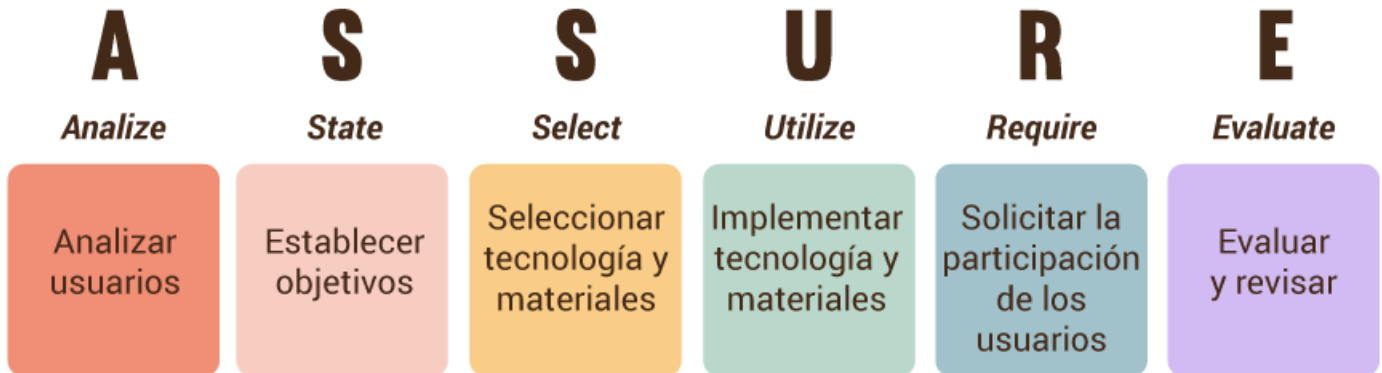 A S S U R E
Analize State Select Utilize Require Evaluate
Analizar
usuarios
Establecer
objetivos
Seleccionar
tecnología y
materiales
Implementar
tecnología y
materiales
Solicitar la
participación
de los
usuarios
Evaluar
y revisar